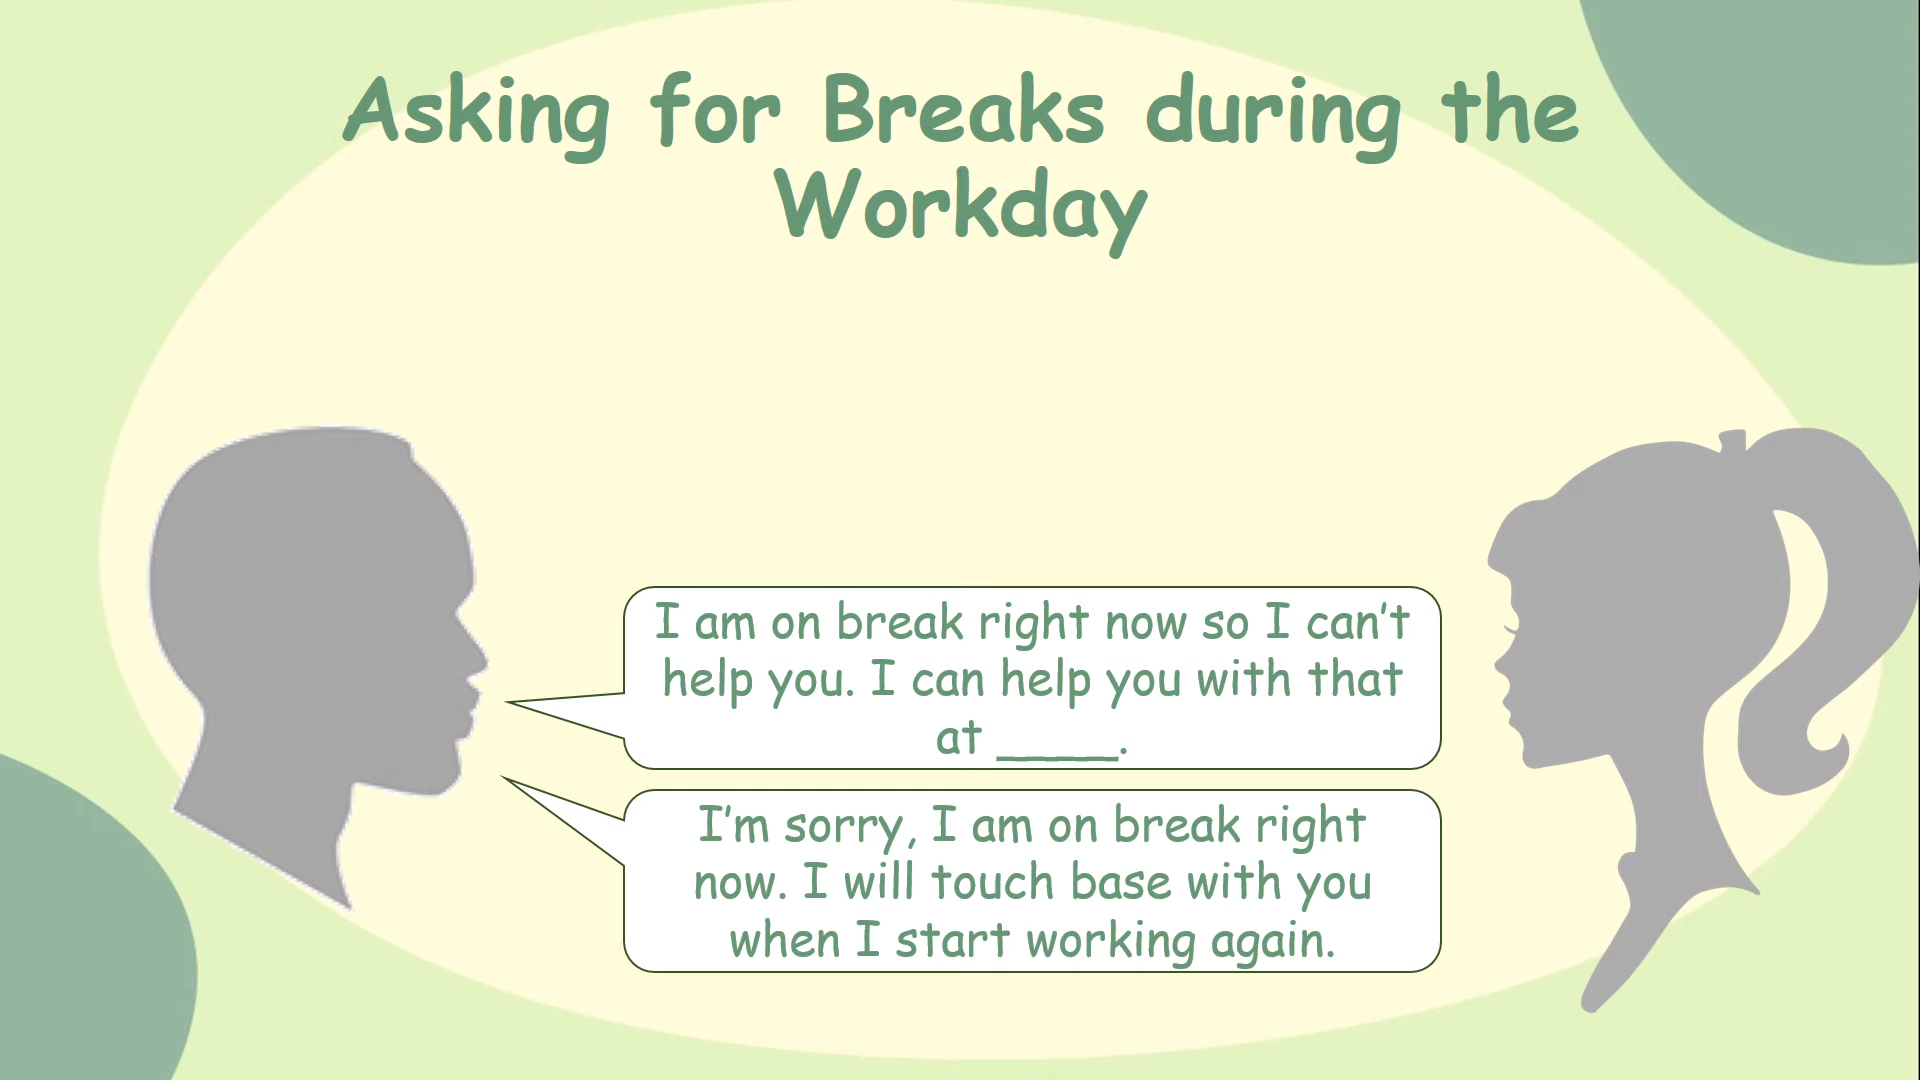 Asking for Breaks during the
Workday
I am on break right now so I can’t
help you. I can help you with that
at _____.
I’m sorry, I am on break right
now. I will touch base with you
when I start working again.